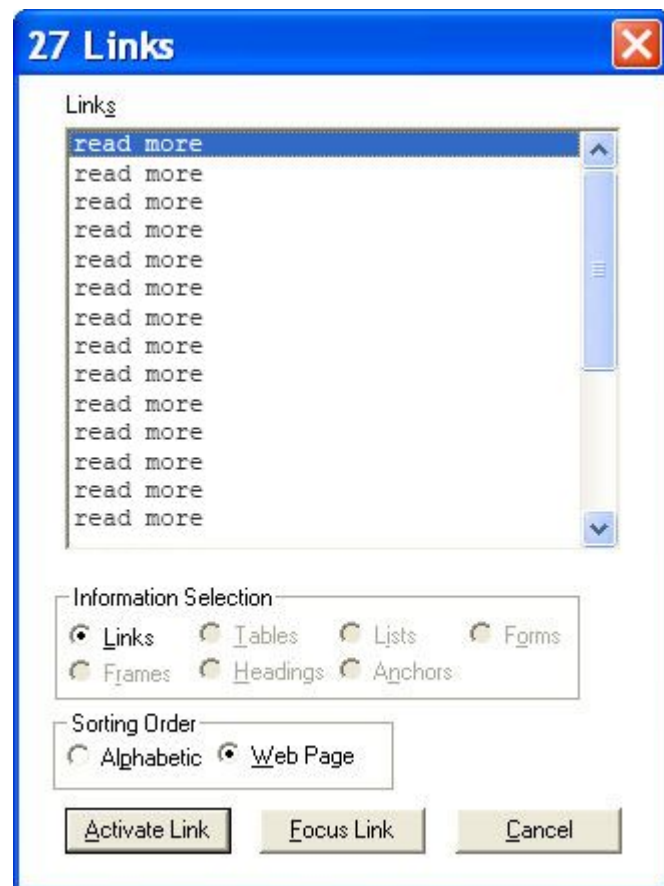 27 Links
Links
read more
read more
read more
read more
read more
read more
read more
read more
read more
read more
read more
read more
read more
read more
Information Selection
Links Tables Lists Forms
Frames Headings Anchors
Sorting Order
Alphabetic Web Page
Activate Link Focus Link Cancel